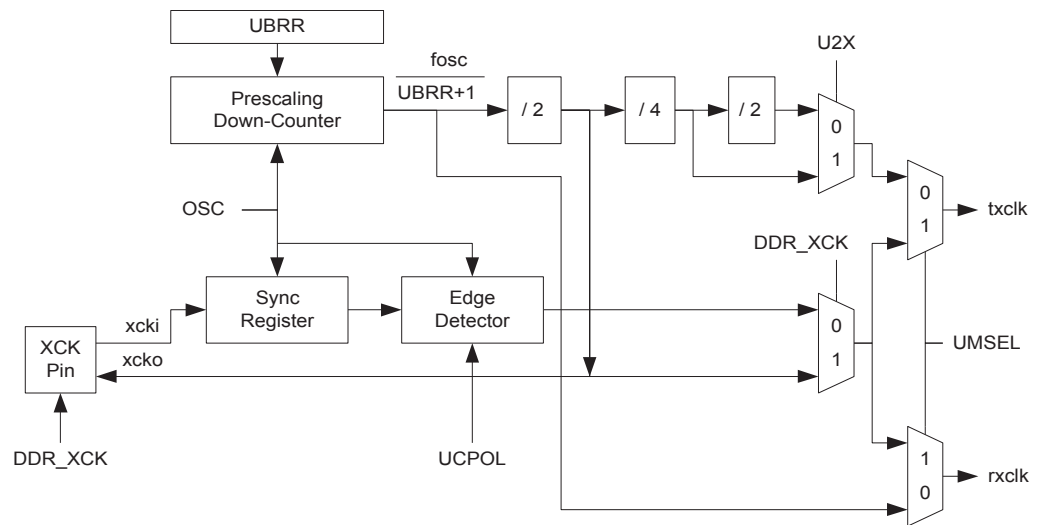 UBRR
Prescaling
Down-Counter
fosc
UBRR+1
/ 2
/ 4
/ 2
U2X
0
1
OSC
0
1
txclk
DDR_XCK
Sync
Register
Edge
Detector
0
1
xcki
xcko
XCK
Pin
UMSEL
DDR_XCK
UCPOL
1
0
rxclk